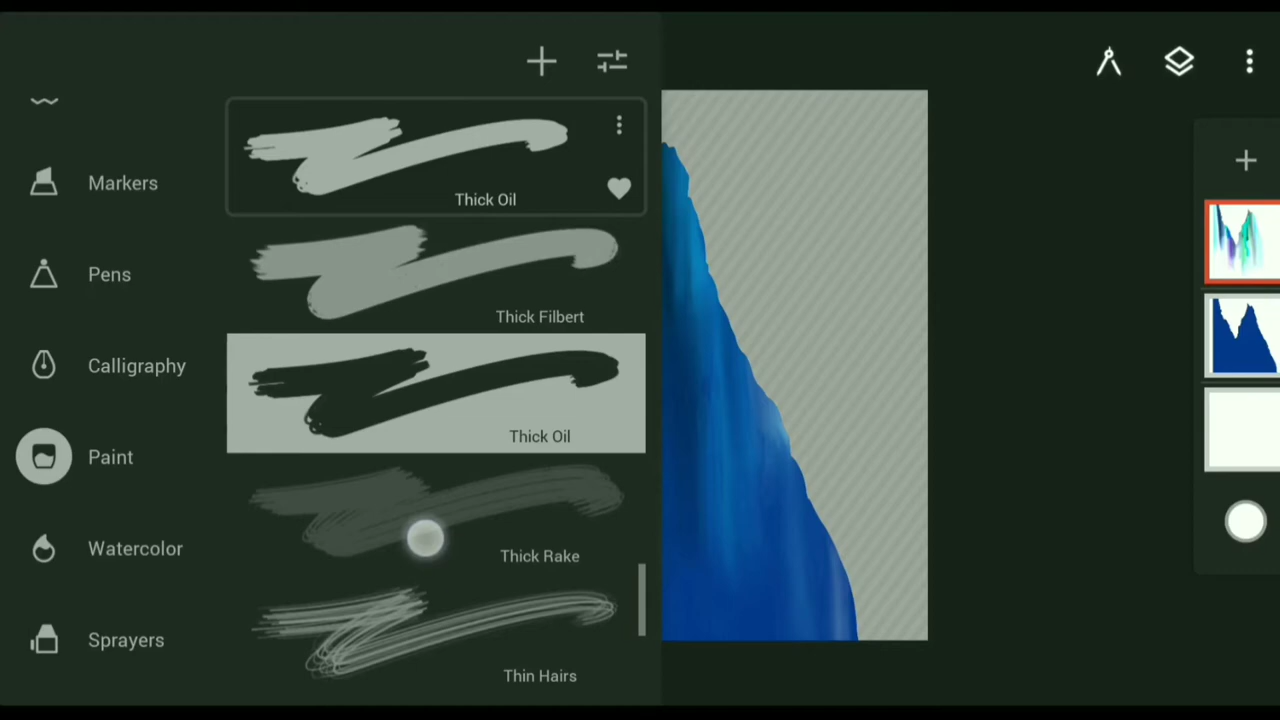 Markers
Pens
Calligraphy
Paint
Watercolor
Sprayers
Thick Oil
Thick Filbert
Thick Oil
Thick Rake
Thin Hairs